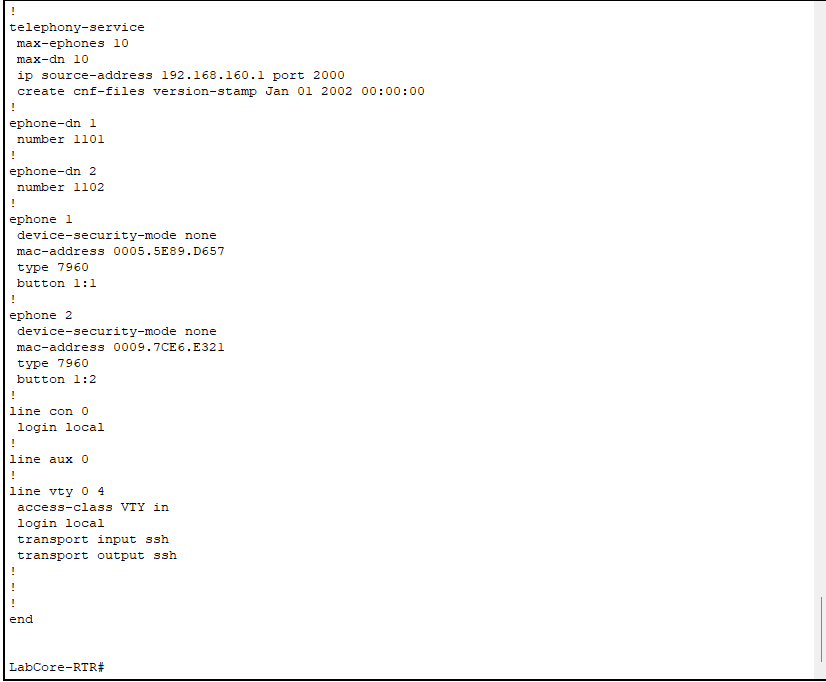 !
telephony-service
 max-ephones 10
 max-dn 10
 ip source-address 192.168.160.1 port 2000
 create cnf-files version-stamp Jan 01 2002 00:00:00
!
ephone-dn 1
 number 1101
!
ephone-dn 2
 number 1102
!
ephone 1
 device-security-mode none
 mac-address 0005.5E89.D657
 type 7960
 button 1:1
!
ephone 2
 device-security-mode none
 mac-address 0009.7CE6.E321
 type 7960
 button 1:2
!
line con 0
 login local
!
line aux 0
!
line vty 0 4
 access-class VTY in
 login local
 transport input ssh
 transport output ssh
!
!
!
end
LabCore-RTR#